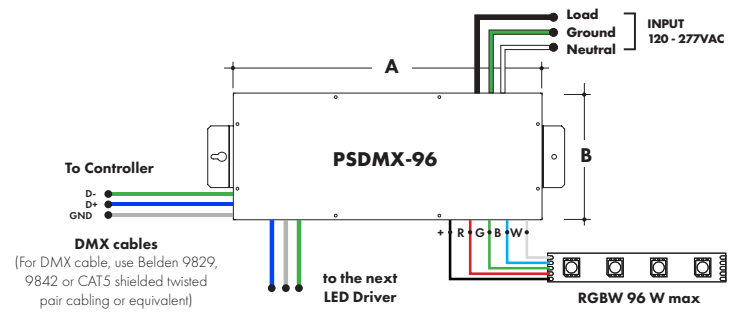 Load
Ground
Neutral
INPUT
120 - 277VAC
A
PSDMX-96
B
To Controller
D-
D+
GND
DMX cables
(For DMX cable, use Belden 9829,
9842 or CAT5 shielded twisted
pair cabling or equivalent)
+ R G B W
to the next
LED Driver
RGBW 96 W max